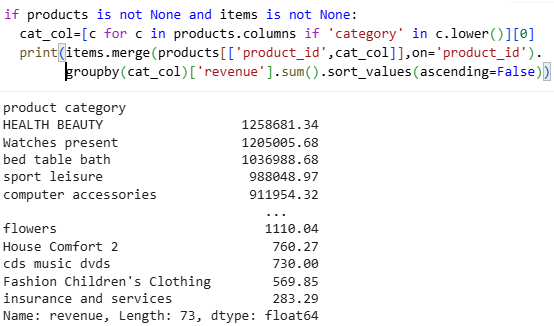 if products is not None and items is not None:
  cat_col=[c for c in products.columns if 'category' in c.lower()][0]
  print(items.merge(products[['product_id',cat_col]],on='product_id').
        groupby(cat_col)['revenue'].sum().sort_values(ascending=False))
product category
HEALTH BEAUTY              1258681.34
Watches present            1205005.68
bed table bath             1036988.68
sport leisure               988048.97
computer accessories        911954.32
                              ...
flowers                       1110.04
House Comfort 2                760.27
cds music dvds                 730.00
Fashion Children's Clothing    569.85
insurance and services         283.29
Name: revenue, Length: 73, dtype: float64